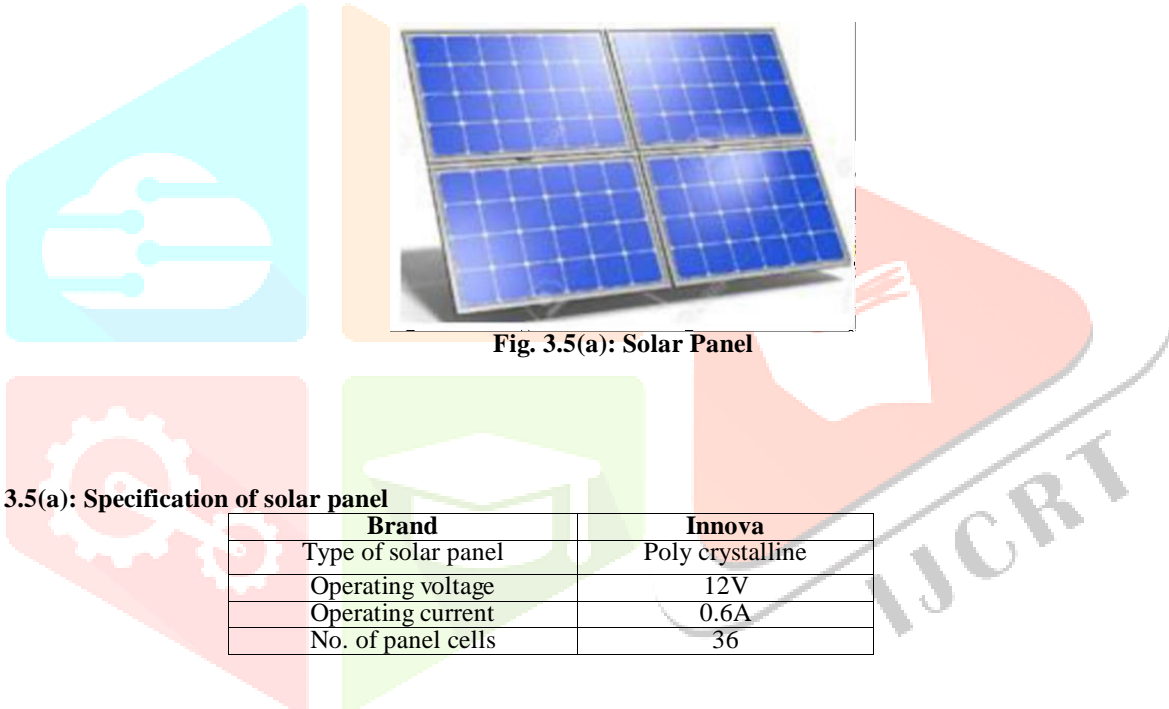 Fig. 3.5(a): Solar Panel
3.5(a): Specification of solar panel
Brand Innova
Type of solar panel Poly crystalline
Operating voltage 12V
Operating current 0.6A
No. of panel cells 36
IJCRT